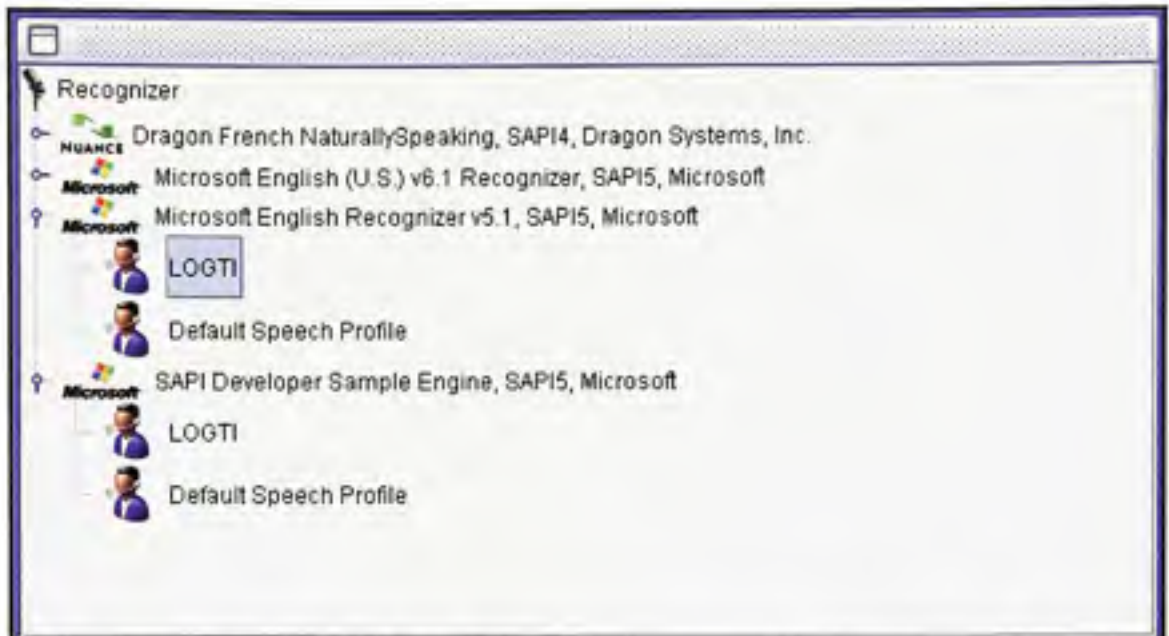 Recognizer
NUANCE Dragon French NaturallySpeaking, SAPI4, Dragon Systems, Inc.
Microsoft Microsoft English (U.S.) v6.1 Recognizer, SAPI5, Microsoft
Microsoft Microsoft English Recognizer v5.1, SAPI5, Microsoft
LOGTI
Default Speech Profile
Microsoft SAPI Developer Sample Engine, SAPI5, Microsoft
LOGTI
Default Speech Profile